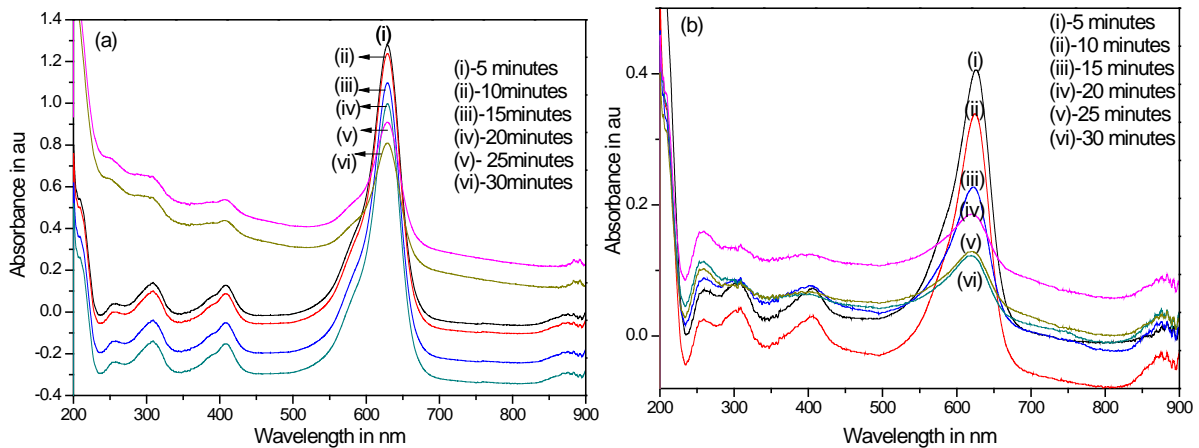 (a)
(i)
(ii)
(iii)
(iv)
(v)
(vi)
(i)-5 minutes
(ii)-10minutes
(iii)-15minutes
(iv)-20minutes
(v)- 25minutes
(vi)-30minutes
1.4
1.2
1.0
0.8
0.6
0.4
0.2
0.0
-0.2
-0.4
Absorbance in au
200 300 400 500 600 700 800 900
Wavelength in nm
(b)
(i)
(ii)
(iii)
(iv)
(v)
(vi)
(i)-5 minutes
(ii)-10 minutes
(iii)-15 minutes
(iv)-20 minutes
(v)-25 minutes
(vi)-30 minutes
0.4
0.2
0.0
Absorbance in au
200 300 400 500 600 700 800 900
Wavelength in nm